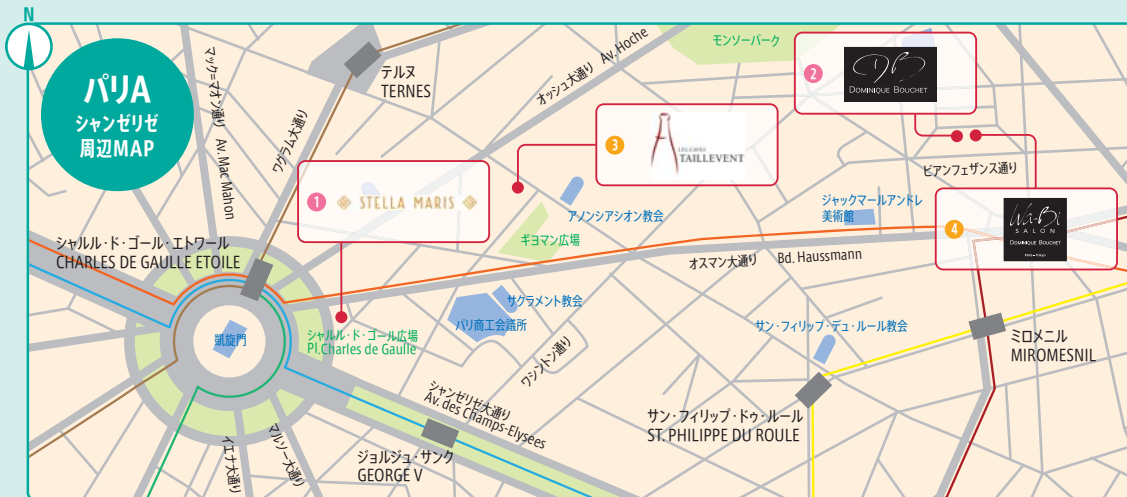 N
パリA
シャンゼリゼ
周辺MAP
マック=マオン通り Av. Mac Mahon
ワグラム大通り
テルヌ
TERNES
オッシュ大通り Av. Hoche
モンソーパーク
2
DB
DOMINIQUE BOUCHET
3
LES CAVES
TAILLEVENT
ビアンフェザンス通り
1
STELLA MARIS
アノンシアシオン教会
ギヨマン広場
ジャックマールアンドレ
美術館
4
Wa-Bi
SALON
DOMINIQUE BOUCHET
Paris-Tokyo
シャルル・ド・ゴール・エトワール
CHARLES DE GAULLE ETOILE
オスマン大通り Bd. Haussmann
サクラメント教会
パリ商工会議所
凱旋門
シャルル・ド・ゴール広場
Pl.Charles de Gaulle
ワシントン通り
サン・フィリップ・デュ・ルール教会
ミロメニル
MIROMESNIL
シャンゼリゼ大通り
Av. des Champs-Elysees
サン・フィリップ・ドゥ・ルール
ST. PHILIPPE DU ROULE
イエナ大通り
マルソー大通り
ジョルジュ・サンク
GEORGE V